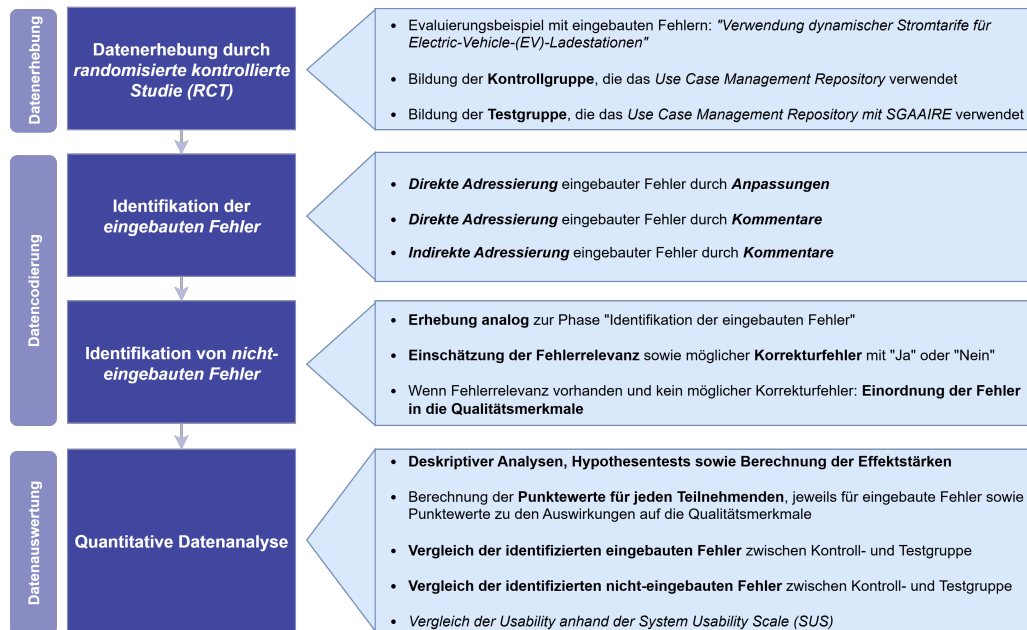 Datenerhebung
Datenerhebung durch
randomisierte kontrollierte
Studie (RCT)
• Evaluierungsbeispiel mit eingebauten Fehlern: "Verwendung dynamischer Stromtarife für
Electric-Vehicle-(EV)-Ladestationen"
• Bildung der Kontrollgruppe, die das Use Case Management Repository verwendet
• Bildung der Testgruppe, die das Use Case Management Repository mit SGAAIRE verwendet
Datencodierung
Identifikation der
eingebauten Fehler
• Direkte Adressierung eingebauter Fehler durch Anpassungen
• Direkte Adressierung eingebauter Fehler durch Kommentare
• Indirekte Adressierung eingebauter Fehler durch Kommentare
Identifikation von nicht-
eingebauten Fehler
• Erhebung analog zur Phase "Identifikation der eingebauten Fehler"
• Einschätzung der Fehlerrelevanz sowie möglicher Korrekturfehler mit "Ja" oder "Nein"
• Wenn Fehlerrelevanz vorhanden und kein möglicher Korrekturfehler: Einordnung der Fehler
in die Qualitätsmerkmale
Datenauswertung
Quantitative Datenanalyse
• Deskriptiver Analysen, Hypothesentests sowie Berechnung der Effektstärken
• Berechnung der Punktewerte für jeden Teilnehmenden, jeweils für eingebaute Fehler sowie
Punktewerte zu den Auswirkungen auf die Qualitätsmerkmale
• Vergleich der identifizierten eingebauten Fehler zwischen Kontroll- und Testgruppe
• Vergleich der identifizierten nicht-eingebauten Fehler zwischen Kontroll- und Testgruppe
• Vergleich der Usability anhand der System Usability Scale (SUS)